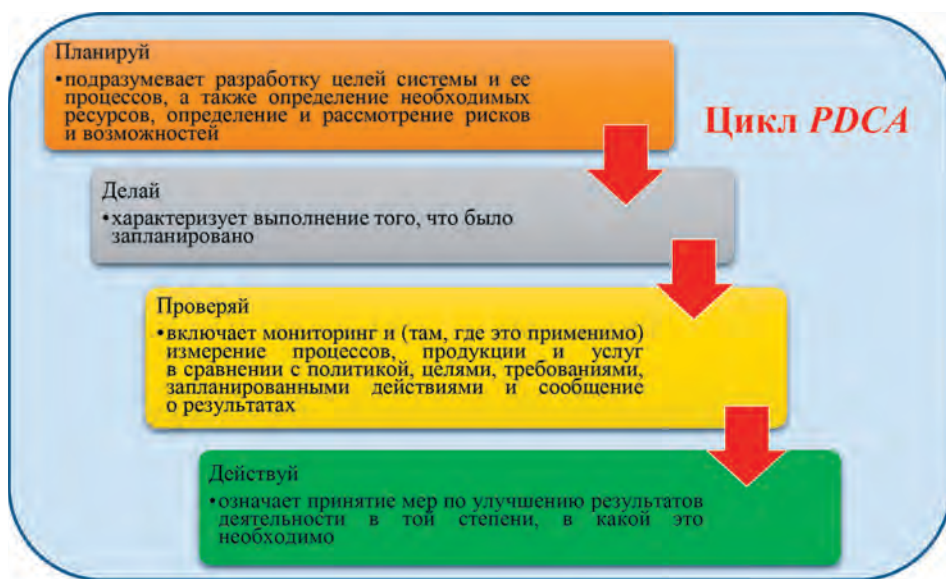 Планируй
•подразумевает разработку целей системы и ее
процессов, а также определение необходимых
ресурсов, определение и рассмотрение рисков
и возможностей
Цикл PDCA
Делай
•характеризует выполнение того, что было
запланировано
Проверяй
•включает мониторинг и (там, где это применимо)
измерение процессов, продукции и услуг
в сравнении с политикой, целями, требованиями,
запланированными действиями и сообщение
о результатах
Действуй
•означает принятие мер по улучшению результатов
деятельности в той степени, в какой это
необходимо